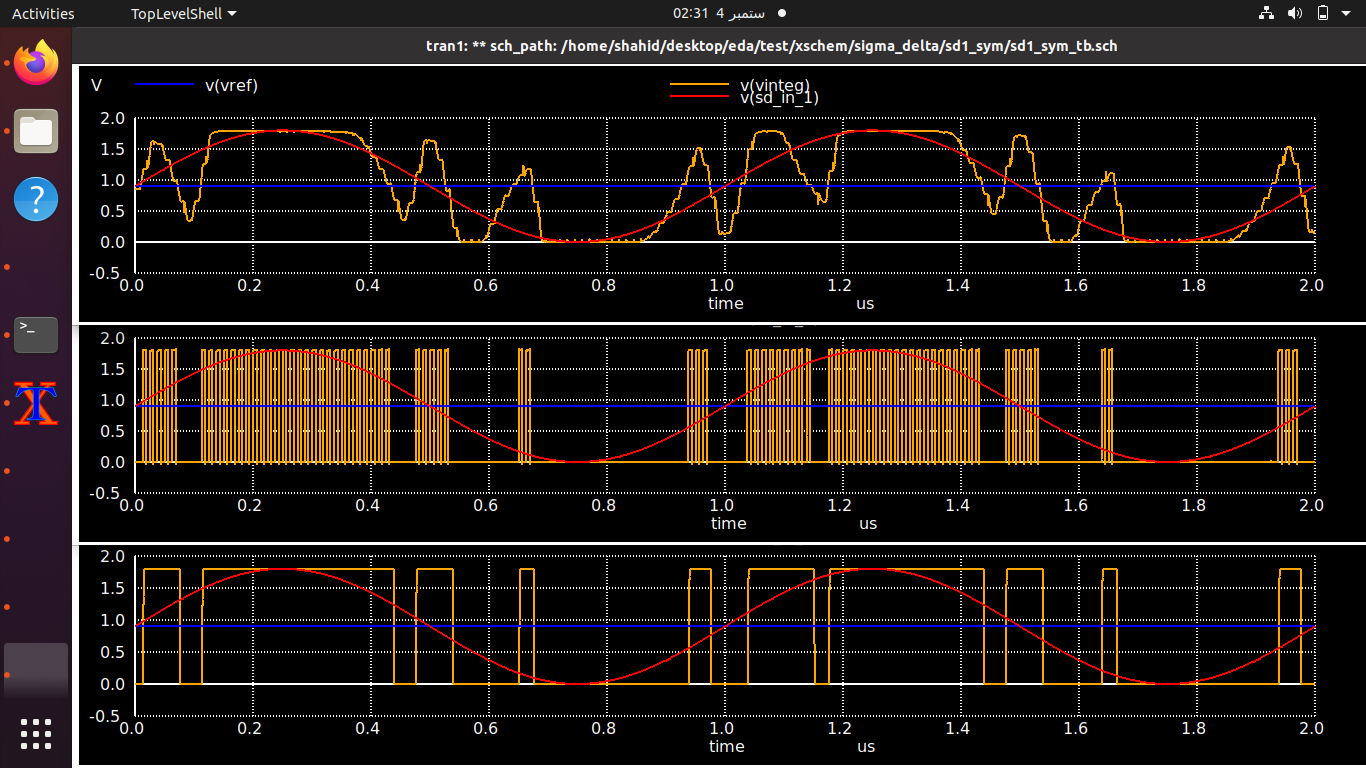 Activities TopLevelShell 02:31 4 ستمبر
tran1: ** sch_path: /home/shahid/desktop/eda/test/xschem/sigma_delta/sd1_sym/sd1_sym_tb.sch
V v(vref) v(vinteg)
v(sd_in_1)
2.0
1.5
1.0
0.5
0.0
-0.5
0.0 0.2 0.4 0.6 0.8 1.0 1.2 1.4 1.6 1.8 2.0
time us
2.0
1.5
1.0
0.5
0.0
-0.5
0.0 0.2 0.4 0.6 0.8 1.0 1.2 1.4 1.6 1.8 2.0
time us
2.0
1.5
1.0
0.5
0.0
-0.5
0.0 0.2 0.4 0.6 0.8 1.0 1.2 1.4 1.6 1.8 2.0
time us
?
>_